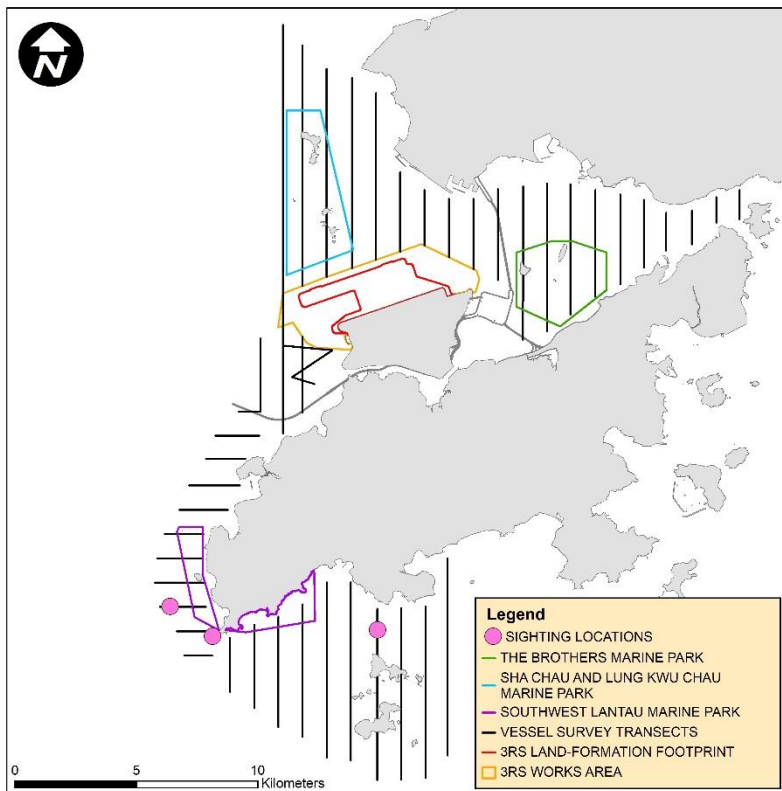 N
Legend
SIGHTING LOCATIONS
THE BROTHERS MARINE PARK
SHA CHAU AND LUNG KWU CHAU
MARINE PARK
SOUTHWEST LANTAU MARINE PARK
VESSEL SURVEY TRANSECTS
3RS LAND-FORMATION FOOTPRINT
3RS WORKS AREA
0 5 10
Kilometers